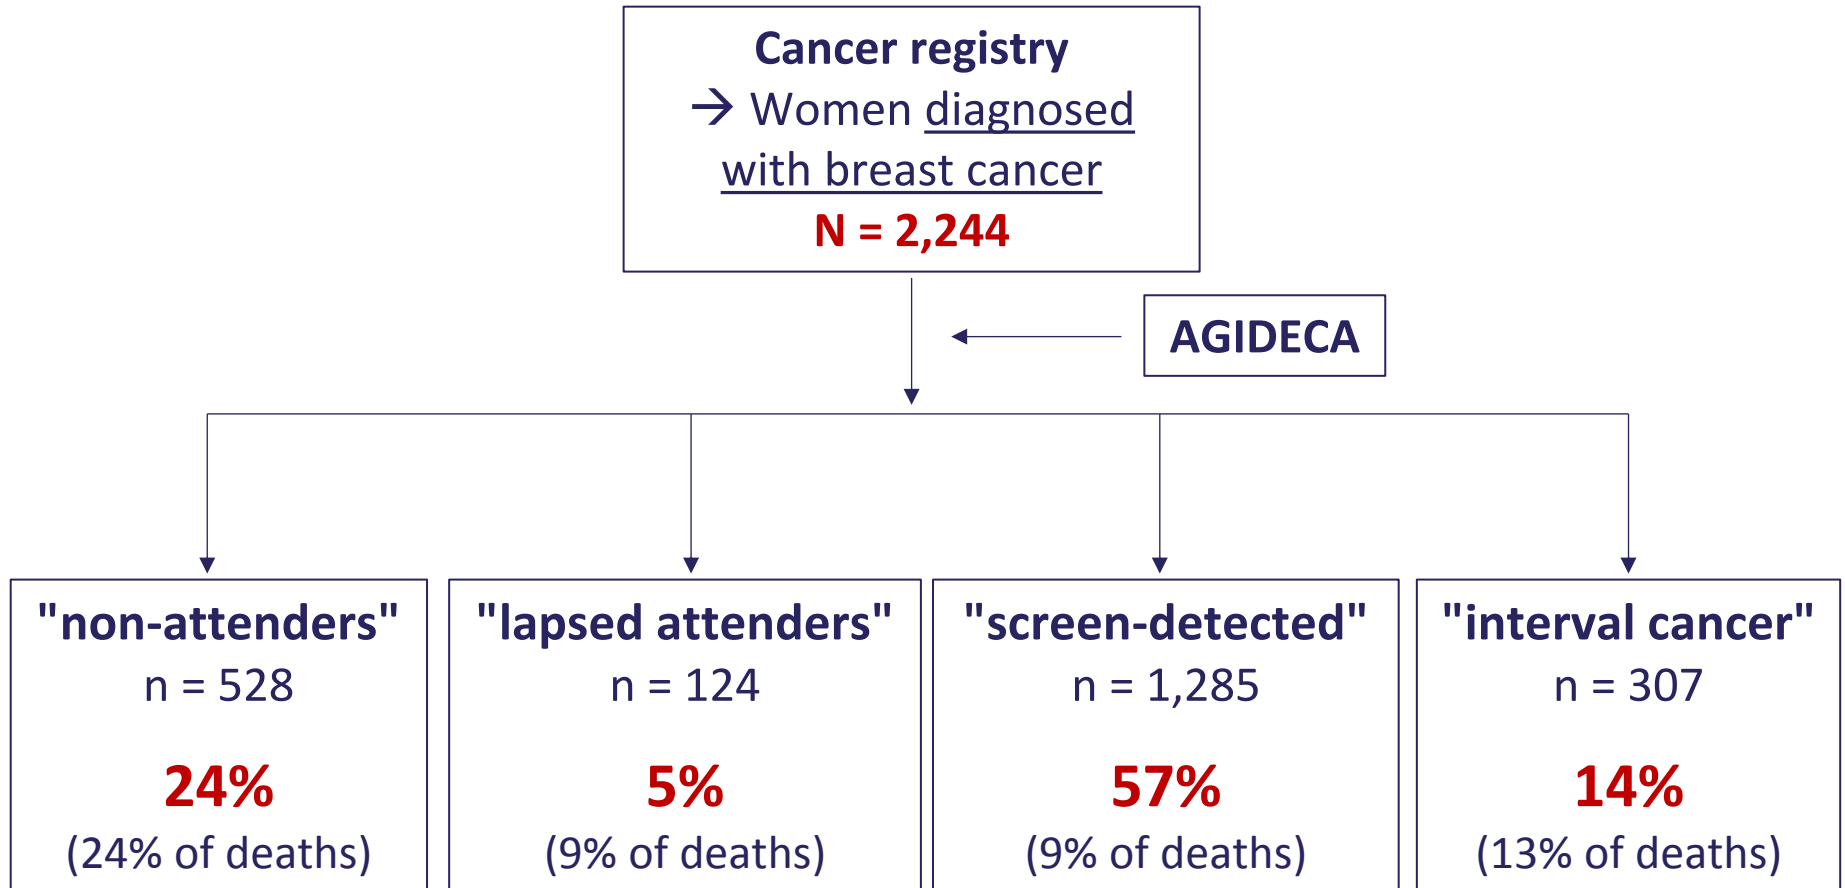 Cancer registry
→ Women diagnosed
with breast cancer
N = 2,244
AGIDECA
"non-attenders"
n = 528
24%
(24% of deaths)
"lapsed attenders"
n = 124
5%
(9% of deaths)
"screen-detected"
n = 1,285
57%
(9% of deaths)
"interval cancer"
n = 307
14%
(13% of deaths)